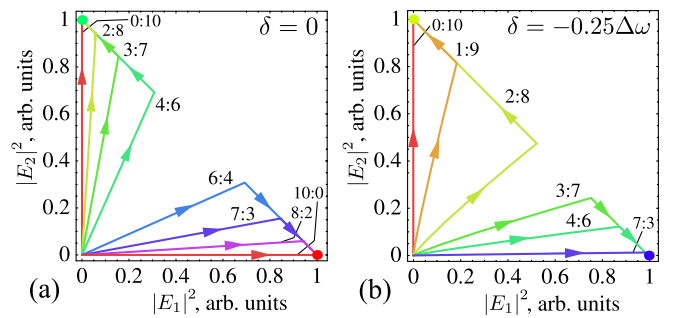 δ = 0
1
0.8
0.6
0.4
0.2
0
|E₂|², arb. units
0:10
2:8
3:7
4:6
6:4
7:3
10:0
8:2
0 0.2 0.4 0.6 0.8 1
|E₁|², arb. units
(a)
δ = −0.25Δω
1
0.8
0.6
0.4
0.2
0
|E₂|², arb. units
0:10
1:9
2:8
3:7
4:6
7:3
0 0.2 0.4 0.6 0.8 1
|E₁|², arb. units
(b)